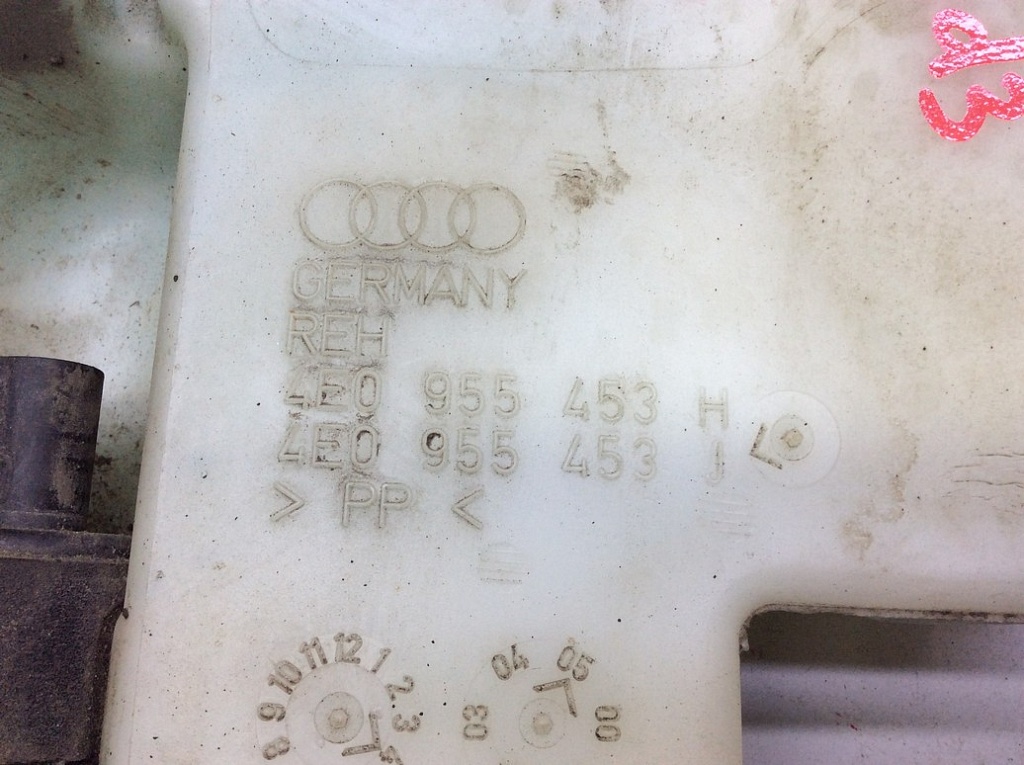 GERMANY
REH
4E0 955 453 H
4E0 955 453 J
> PP <
8 9 10 11 12 1 2 3 4
03 04 05 00